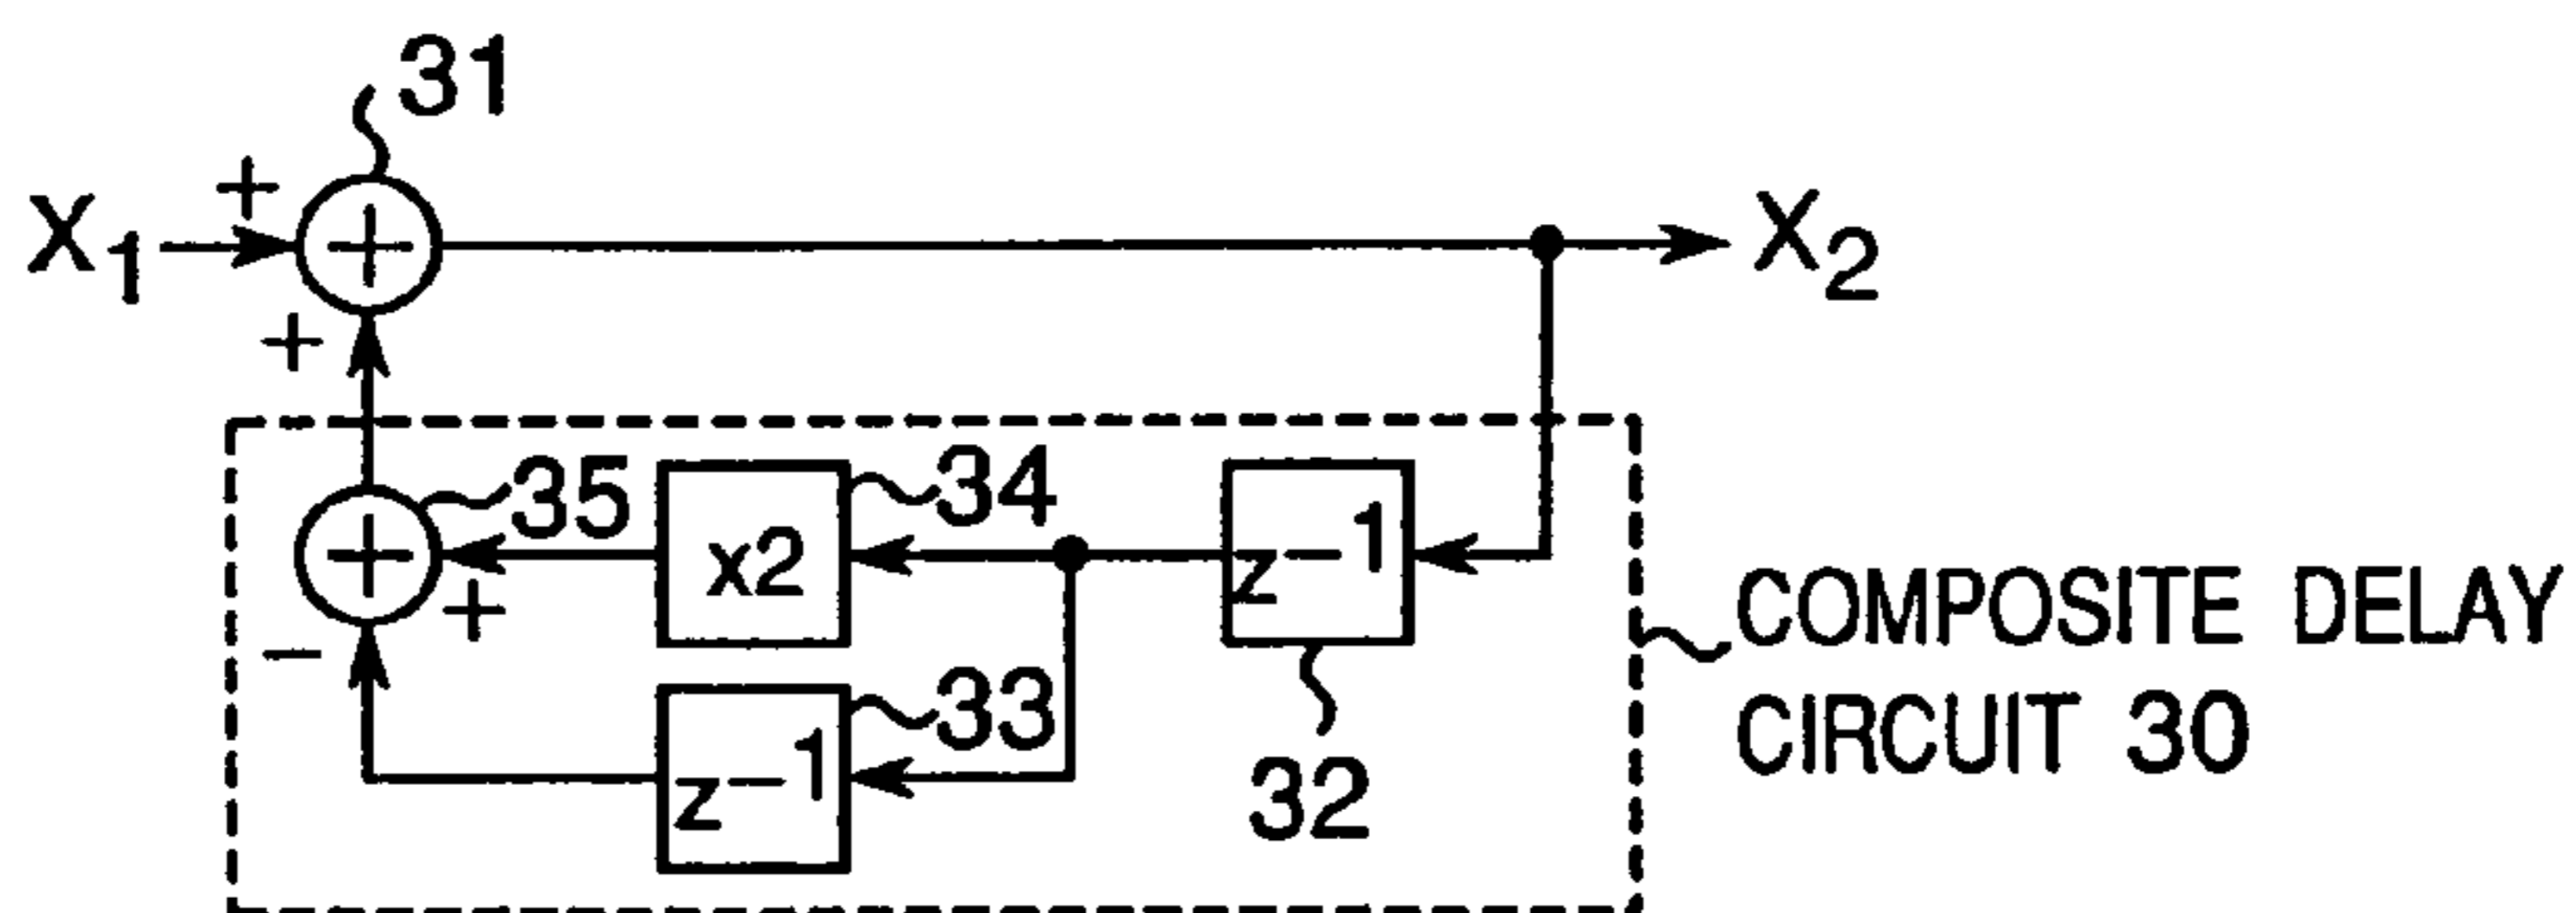 31
+
X₁
+
X₂
+
35
x2
34
z⁻¹
+
−
33
z⁻¹
32
COMPOSITE DELAY
CIRCUIT 30